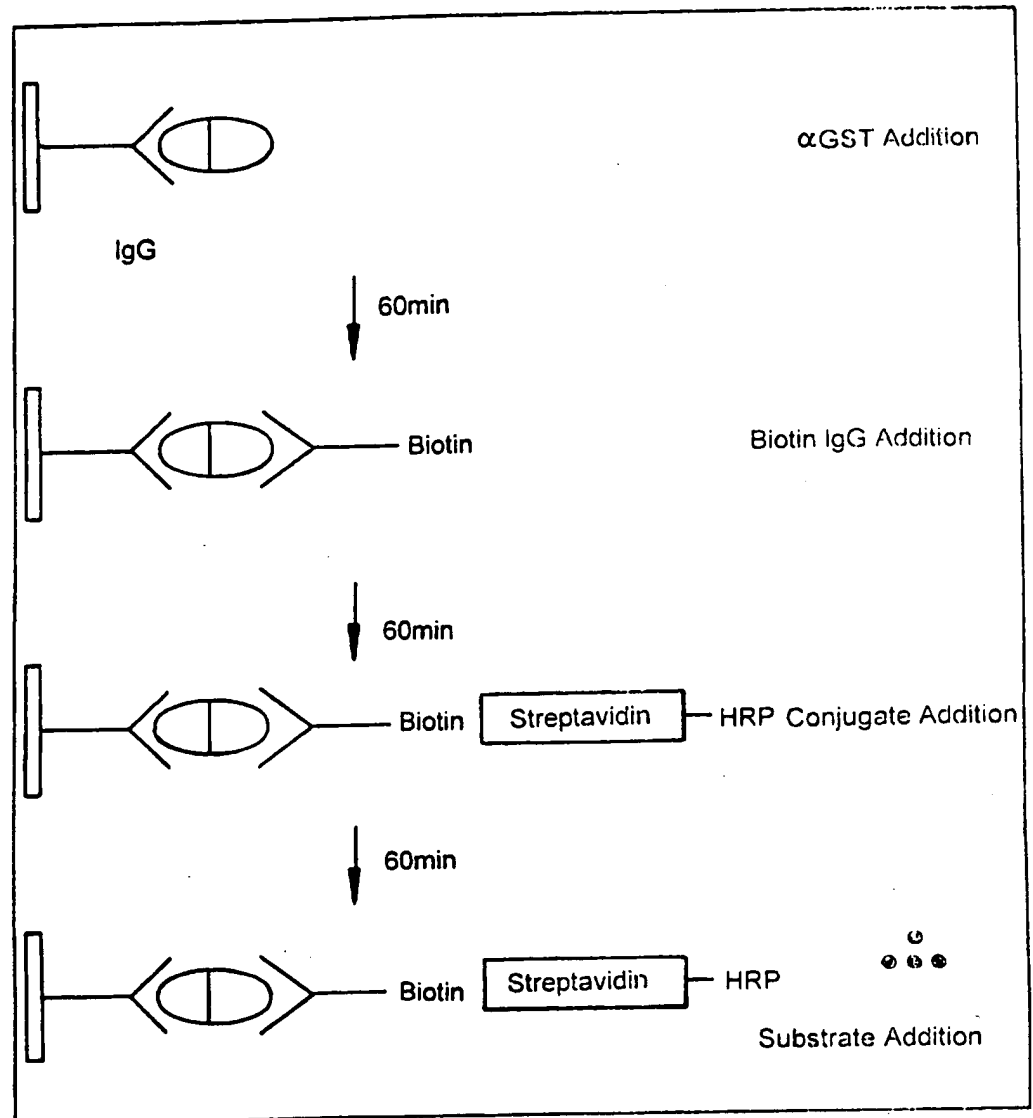 αGST Addition
IgG
60min
Biotin
Biotin IgG Addition
60min
Biotin Streptavidin HRP Conjugate Addition
60min
Biotin Streptavidin HRP
Substrate Addition